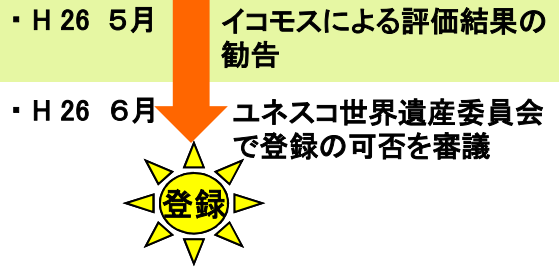 ・H 26 5月 イコモスによる評価結果の
勧告
・H 26 6月 ユネスコ世界遺産委員会
で登録の可否を審議
登録